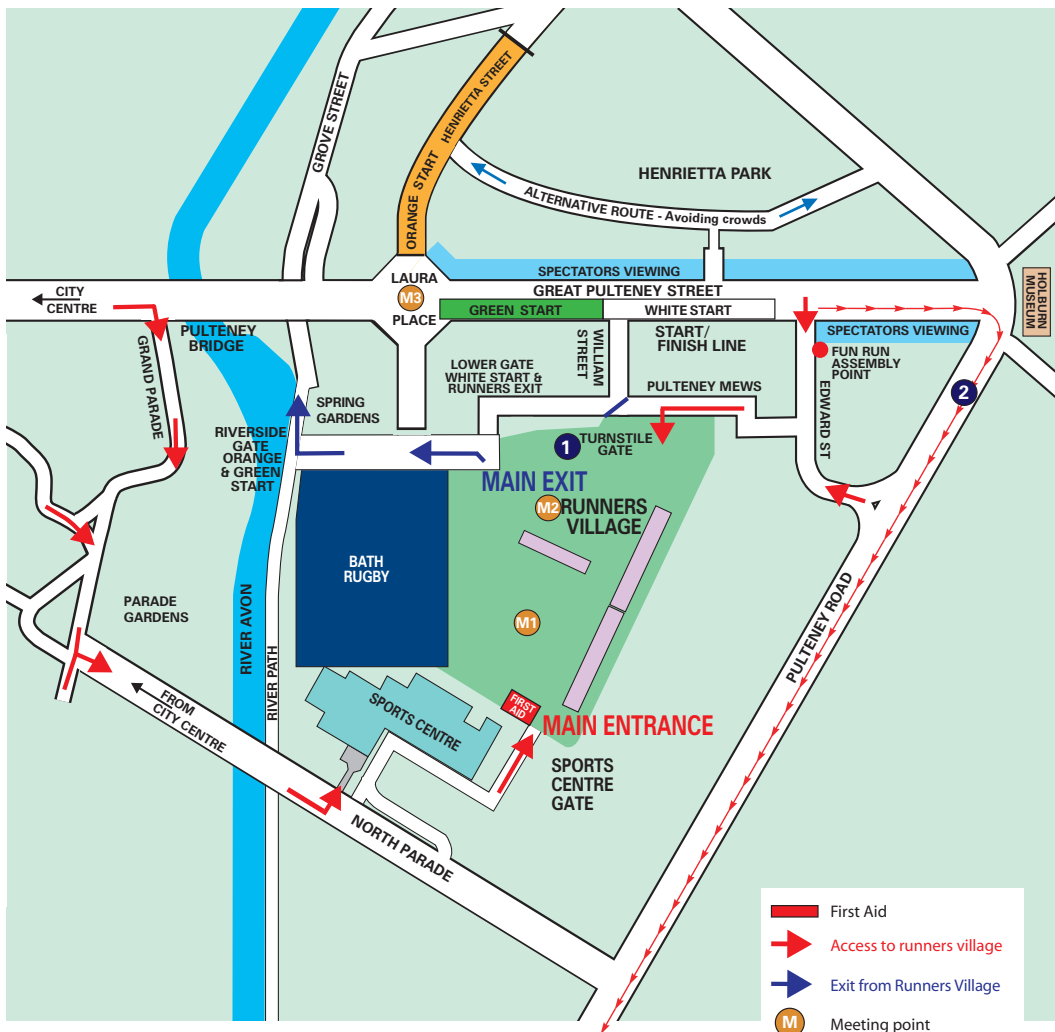 GROVE STREET
ORANGE START
HENRIETTA STREET
HENRIETTA PARK
ALTERNATIVE ROUTE - Avoiding crowds
SPECTATORS VIEWING
CITY
CENTRE
LAURA
M3
PLACE
GREAT PULTENEY STREET
GREEN START
WHITE START
HOLBURN
MUSEUM
PULTENEY
BRIDGE
GRAND PARADE
WILLIAM
STREET
START/
FINISH LINE
SPECTATORS VIEWING
FUN RUN
ASSEMBLY
POINT
LOWER GATE
WHITE START &
RUNNERS EXIT
PULTENEY MEWS
EDWARD ST
2
SPRING
GARDENS
RIVERSIDE
GATE
ORANGE
& GREEN
START
1
TURNSTILE
GATE
MAIN EXIT
M2
RUNNERS
VILLAGE
BATH
RUGBY
PARADE
GARDENS
RIVER AVON
RIVER PATH
M1
PULTENEY ROAD
FROM
CITY CENTRE
SPORTS CENTRE
FIRST
AID
MAIN ENTRANCE
SPORTS
CENTRE
GATE
NORTH PARADE
First Aid
Access to runners village
Exit from Runners Village
M
Meeting point